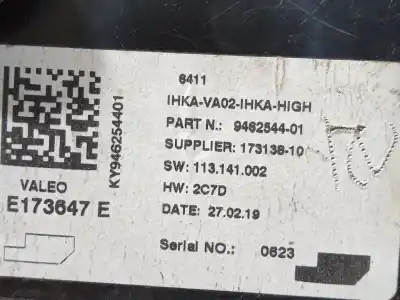 6411
IHKA-VA02-IHKA-HIGH
PART N.: 9462544-01
SUPPLIER: 173138-10
SW: 113.141.002
HW: 2C7D
DATE: 27.02.19
Serial NO.: 0623
KY946254401
VALEO
E173647 E